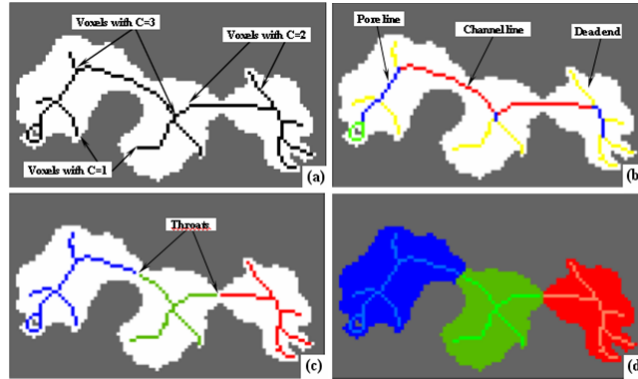 Voxels with C=3
Voxels with C=2
Voxels with C=1
(a)
Pore line
Channel line
Dead end
(b)
Throats
(c)
(d)